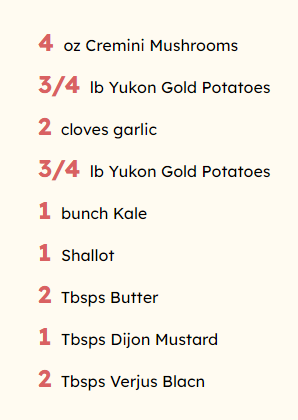 4 oz Cremini Mushrooms
3/4 lb Yukon Gold Potatoes
2 cloves garlic
3/4 lb Yukon Gold Potatoes
1 bunch Kale
1 Shallot
2 Tbsps Butter
1 Tbsps Dijon Mustard
2 Tbsps Verjus Blacn